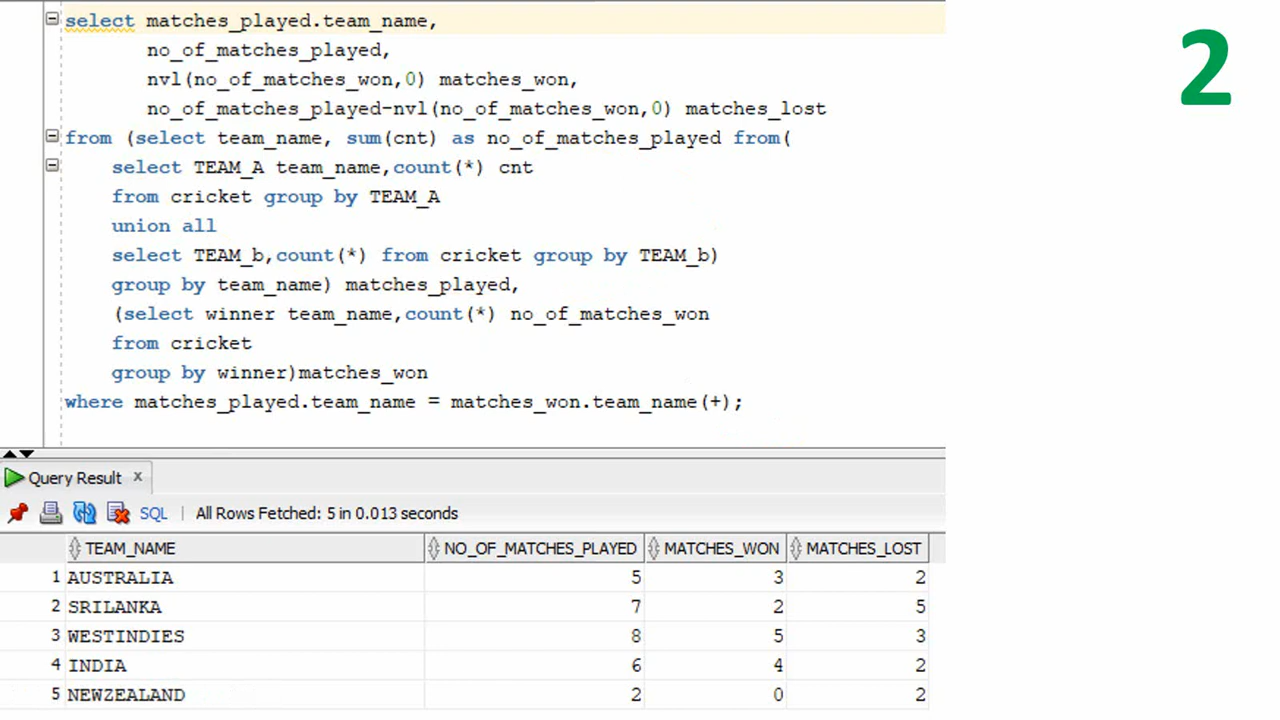 select matches_played.team_name,
2
no_of_matches_played,
nvl(no_of_matches_won,0) matches_won,
no_of_matches_played-nvl(no_of_matches_won,0) matches_lost
from (select team_name, sum(cnt) as no_of_matches_played from(
select TEAM_A team_name,count(*) cnt
from cricket group by TEAM_A
union all
select TEAM_b,count(*) from cricket group by TEAM_b)
group by team_name) matches_played,
(select winner team_name,count(*) no_of_matches_won
from cricket
group by winner)matches_won
where matches_played.team_name = matches_won.team_name(+);
Query Result x
SQL | All Rows Fetched: 5 in 0.013 seconds
TEAM_NAME NO_OF_MATCHES_PLAYED MATCHES_WON MATCHES_LOST
1 AUSTRALIA 5 3 2
2 SRILANKA 7 2 5
3 WESTINDIES 8 5 3
4 INDIA 6 4 2
5 NEWZEALAND 2 0 2